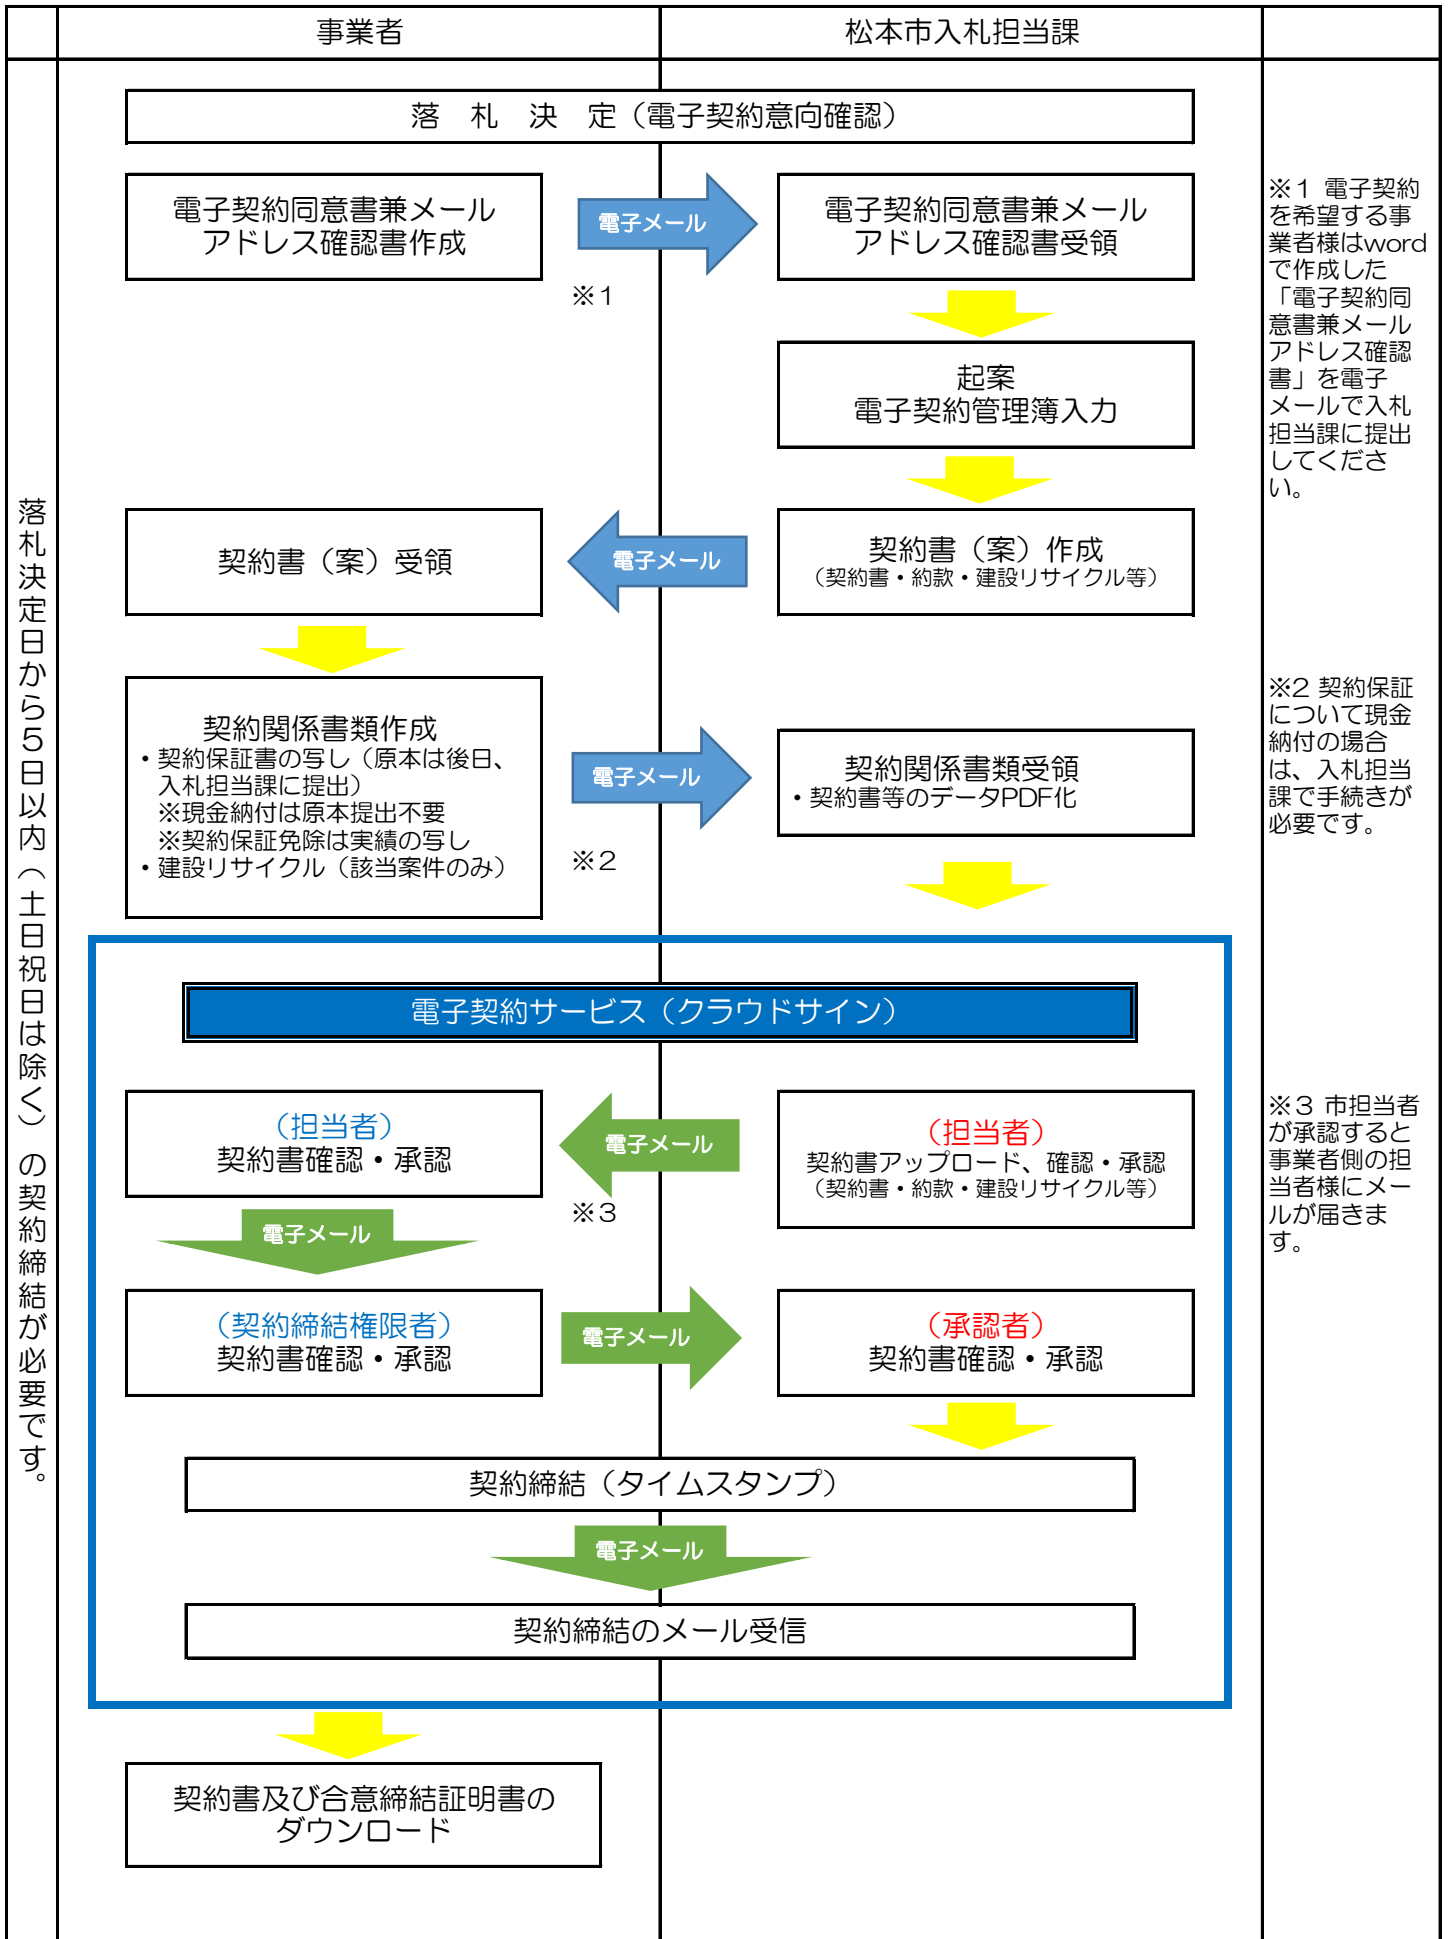 事業者
松本市入札担当課
落札決定日から5日以内（土日祝日は除く）の契約締結が必要です。
落　札　決　定（電子契約意向確認）
電子契約同意書兼メール
アドレス確認書作成
電子メール
※1
電子契約同意書兼メール
アドレス確認書受領
※1 電子契約
を希望する事
業者様はword
で作成した
「電子契約同
意書兼メール
アドレス確認
書」を電子
メールで入札
担当課に提出
してくださ
い。
起案
電子契約管理簿入力
契約書（案）作成
（契約書・約款・建設リサイクル等）
電子メール
契約書（案）受領
契約関係書類作成
・契約保証書の写し（原本は後日、
入札担当課に提出）
※現金納付は原本提出不要
※契約保証免除は実績の写し
・建設リサイクル（該当案件のみ）
電子メール
※2
契約関係書類受領
・契約書等のデータPDF化
※2 契約保証
について現金
納付の場合
は、入札担当
課で手続きが
必要です。
電子契約サービス（クラウドサイン）
（担当者）
契約書アップロード、確認・承認
（契約書・約款・建設リサイクル等）
電子メール
※3
（担当者）
契約書確認・承認
※3 市担当者
が承認すると
事業者側の担
当者様にメー
ルが届きま
す。
電子メール
（契約締結権限者）
契約書確認・承認
電子メール
（承認者）
契約書確認・承認
契約締結（タイムスタンプ）
電子メール
契約締結のメール受信
契約書及び合意締結証明書の
ダウンロード